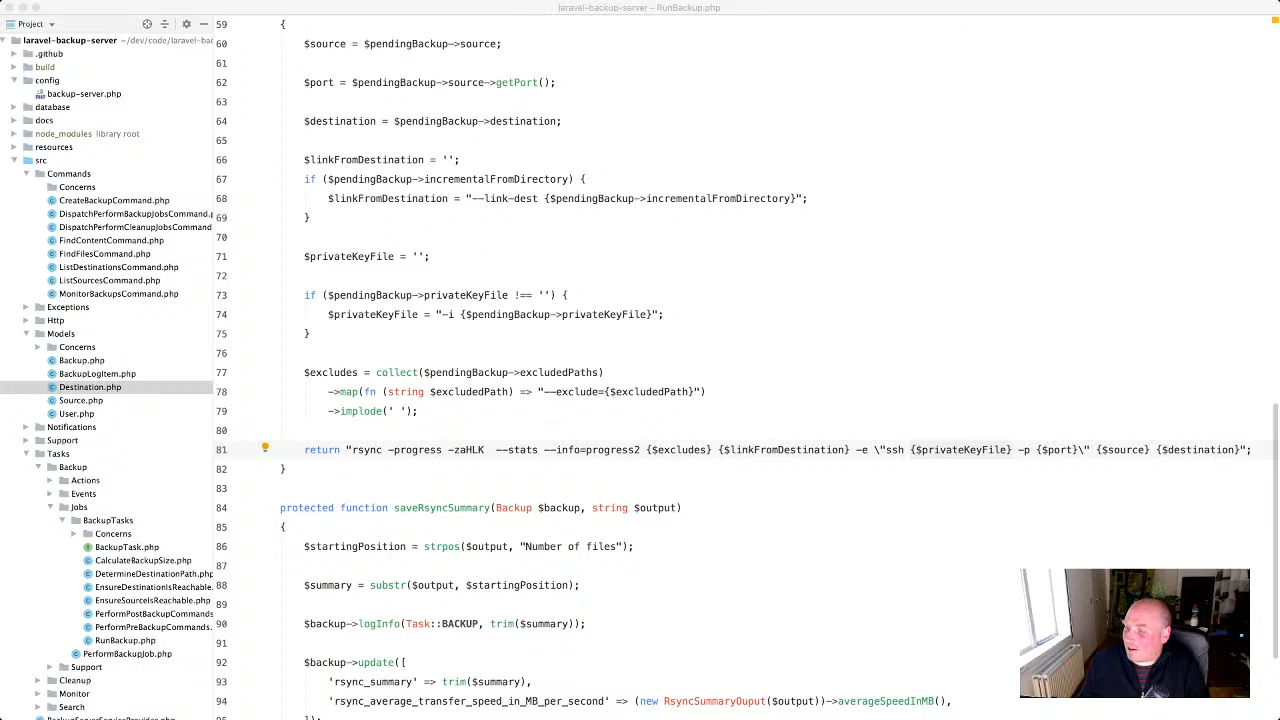 laravel-backup-server – RunBackup.php
Project
laravel-backup-server ~/dev/code/laravel-bac
.github
build
config
backup-server.php
database
docs
node_modules library root
resources
src
Commands
Concerns
CreateBackupCommand.php
DispatchPerformBackupJobsCommand.p
DispatchPerformCleanupJobsCommand
FindContentCommand.php
FindFilesCommand.php
ListDestinationsCommand.php
ListSourcesCommand.php
MonitorBackupsCommand.php
Exceptions
Http
Models
Concerns
Backup.php
BackupLogItem.php
Destination.php
Source.php
User.php
Notifications
Support
Tasks
Backup
Actions
Events
Jobs
BackupTasks
Concerns
BackupTask.php
CalculateBackupSize.php
DetermineDestinationPath.php
EnsureDestinationIsReachable.
EnsureSourceIsReachable.php
PerformPostBackupCommands
PerformPreBackupCommands.
RunBackup.php
PerformBackupJob.php
Support
Cleanup
Monitor
Search
BackupServerServiceProvider.php
59 {
60 $source = $pendingBackup->source;
61
62 $port = $pendingBackup->source->getPort();
63
64 $destination = $pendingBackup->destination;
65
66 $linkFromDestination = '';
67 if ($pendingBackup->incrementalFromDirectory) {
68 $linkFromDestination = "--link-dest {$pendingBackup->incrementalFromDirectory}";
69 }
70
71 $privateKeyFile = '';
72
73 if ($pendingBackup->privateKeyFile !== '') {
74 $privateKeyFile = "-i {$pendingBackup->privateKeyFile}";
75 }
76
77 $excludes = collect($pendingBackup->excludedPaths)
78 ->map(fn (string $excludedPath) => "--exclude={$excludedPath}")
79 ->implode(' ');
80
81 return "rsync -progress -zaHLK  --stats --info=progress2 {$excludes} {$linkFromDestination} -e \"ssh {$privateKeyFile} -p {$port}\" {$source} {$destination}";
82 }
83
84 protected function saveRsyncSummary(Backup $backup, string $output)
85 {
86 $startingPosition = strpos($output, "Number of files");
87
88 $summary = substr($output, $startingPosition);
89
90 $backup->logInfo(Task::BACKUP, trim($summary));
91
92 $backup->update([
93 'rsync_summary' => trim($summary),
94 'rsync_average_transfer_speed_in_MB_per_second' => (new RsyncSummaryOuput($output))->averageSpeedInMB(),
95 ]);